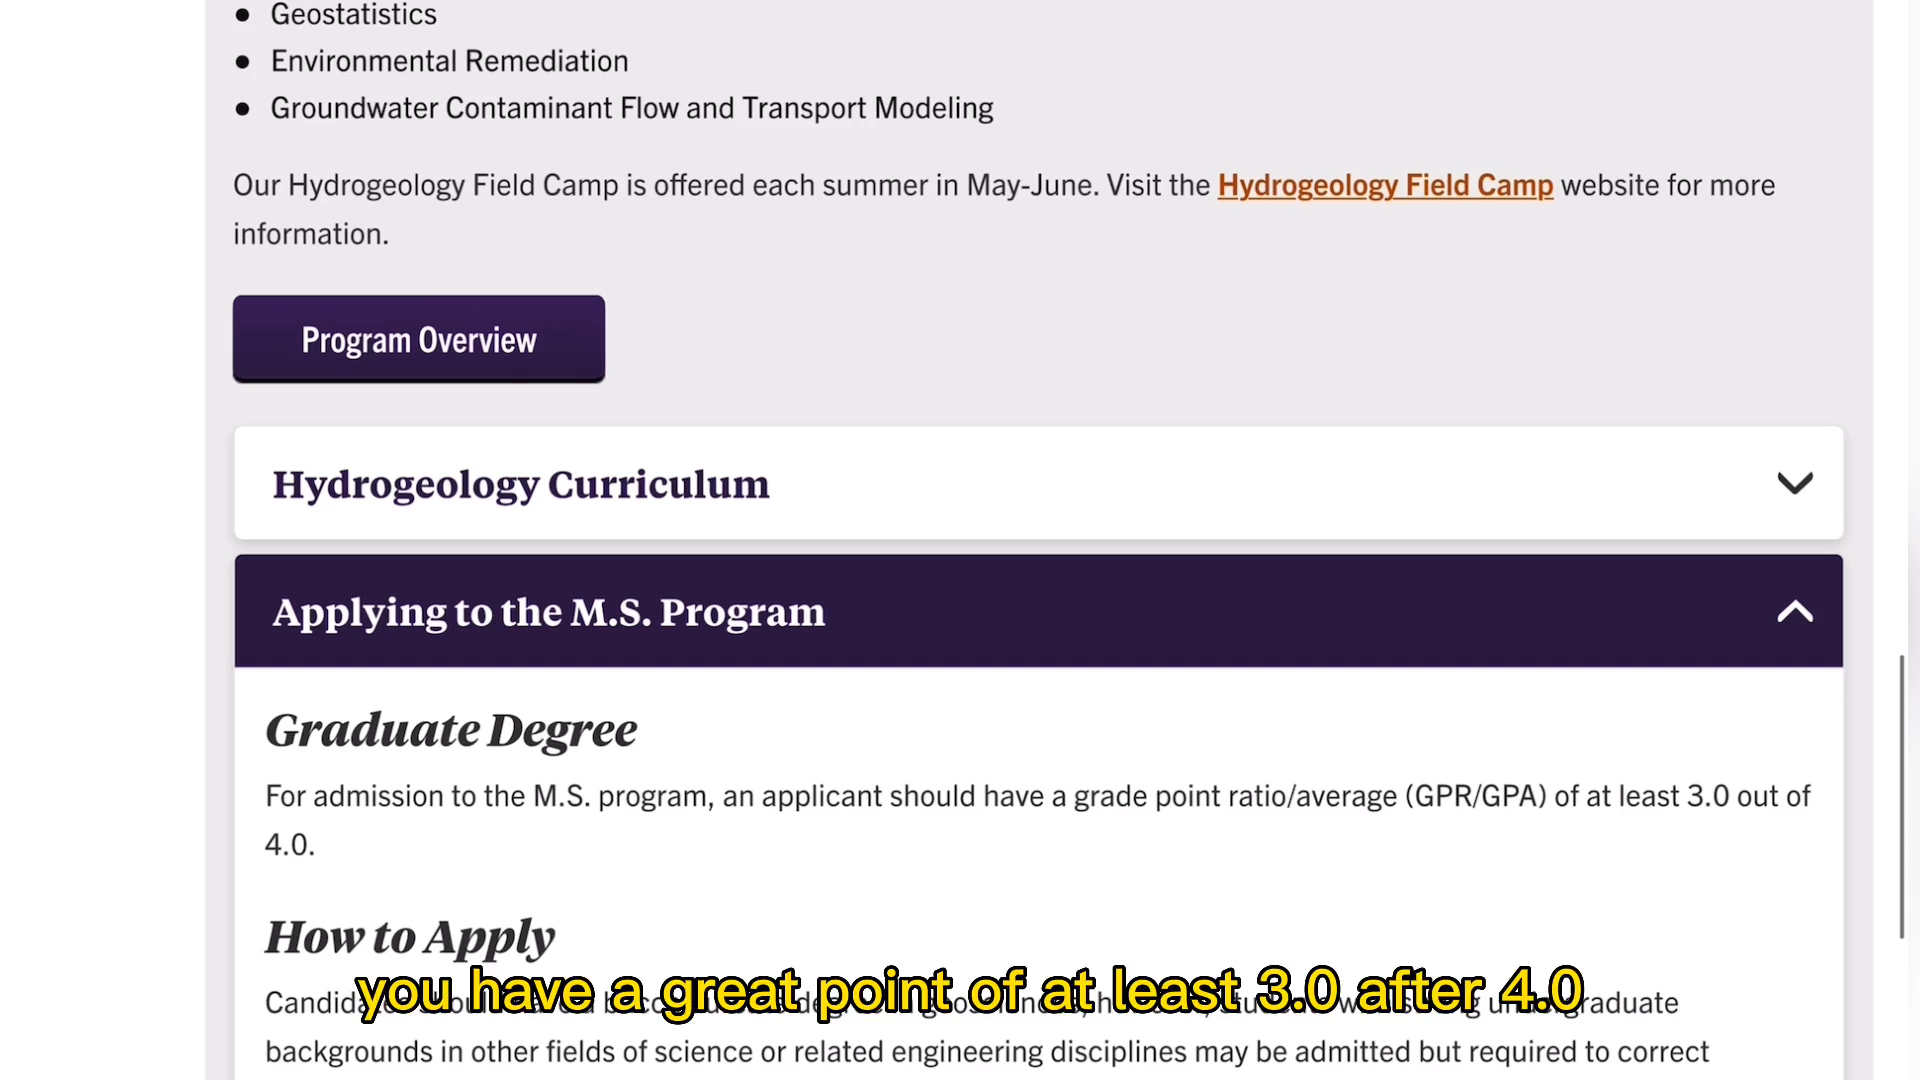 Geostatistics
Environmental Remediation
Groundwater Contaminant Flow and Transport Modeling
Our Hydrogeology Field Camp is offered each summer in May-June. Visit the Hydrogeology Field Camp website for more
information.
Program Overview
Hydrogeology Curriculum
Applying to the M.S. Program
Graduate Degree
For admission to the M.S. program, an applicant should have a grade point ratio/average (GPR/GPA) of at least 3.0 out of
4.0.
How to Apply
you have a great point of at least 3.0 after 4.0
backgrounds in other fields of science or related engineering disciplines may be admitted but required to correct